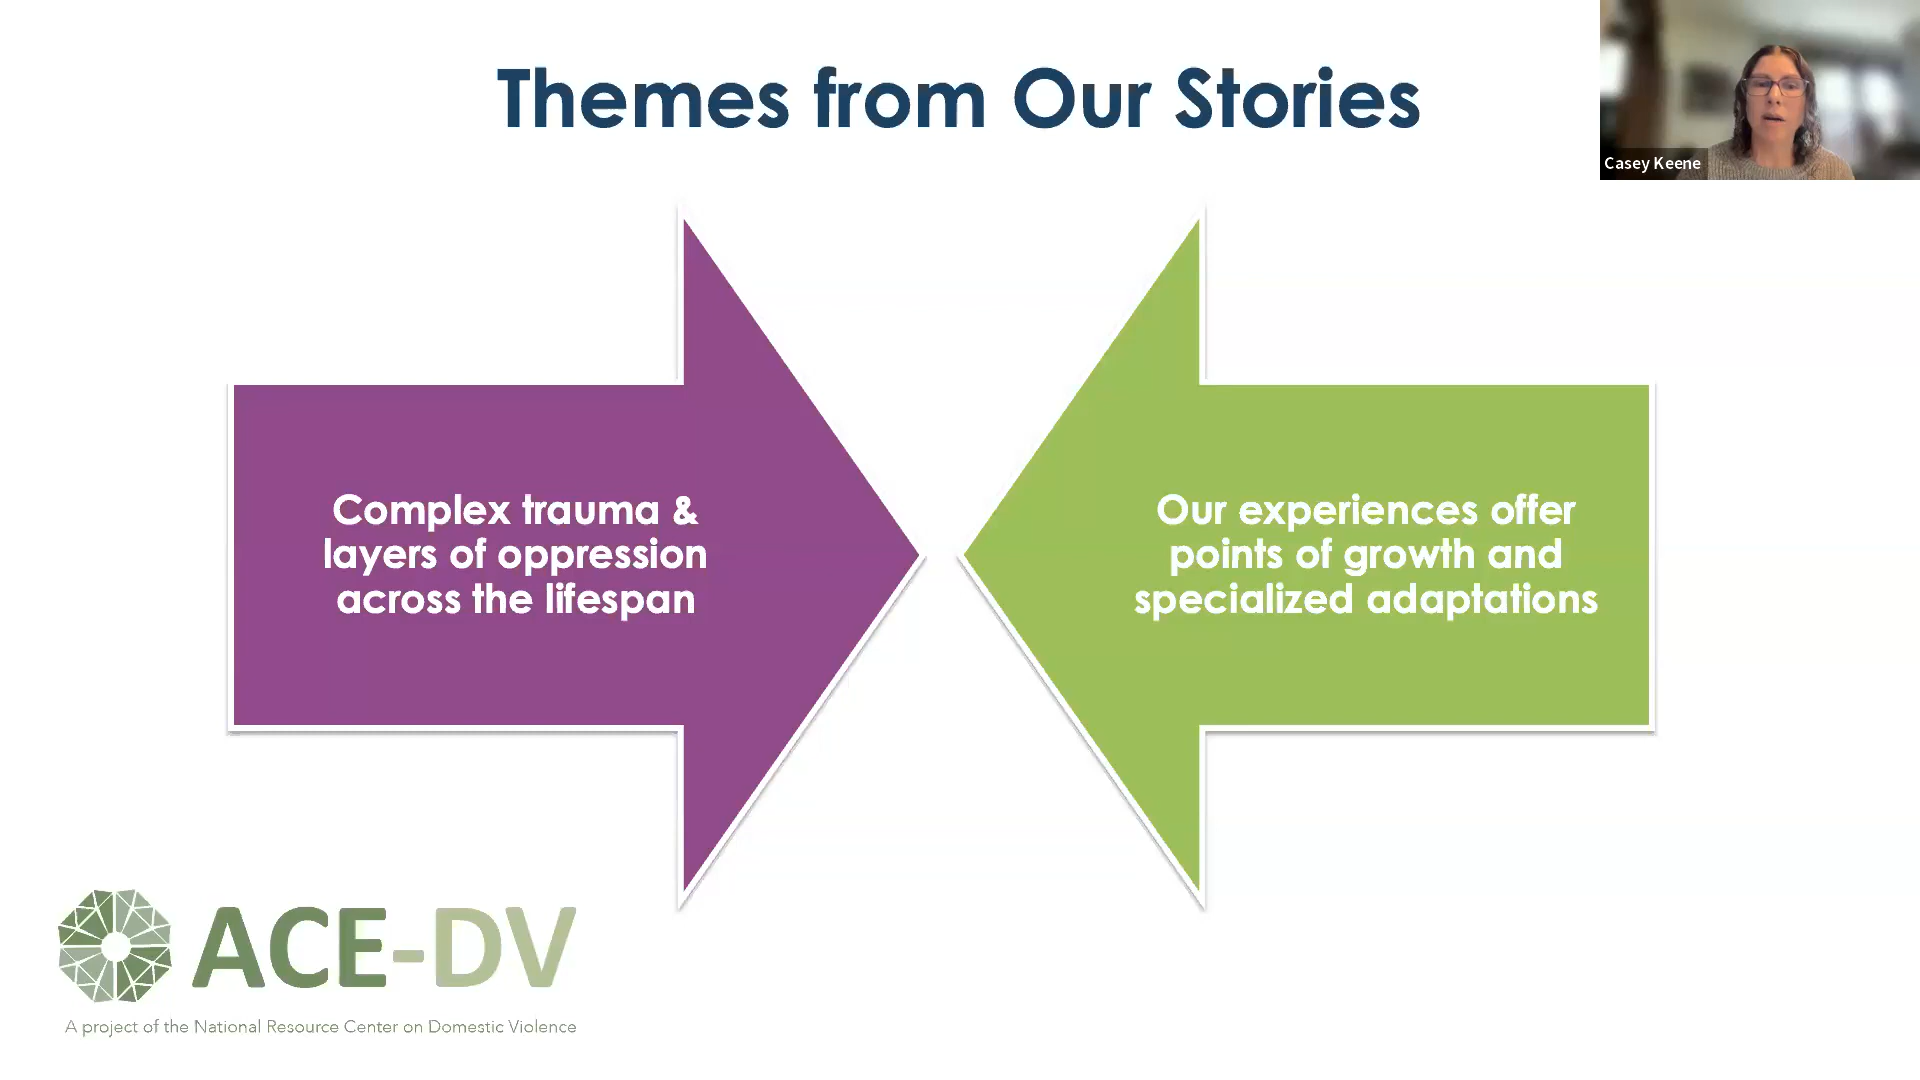 Themes from Our Stories
Casey Keene
Complex trauma &
layers of oppression
across the lifespan
Our experiences offer
points of growth and
specialized adaptations
ACE-DV
A project of the National Resource Center on Domestic Violence